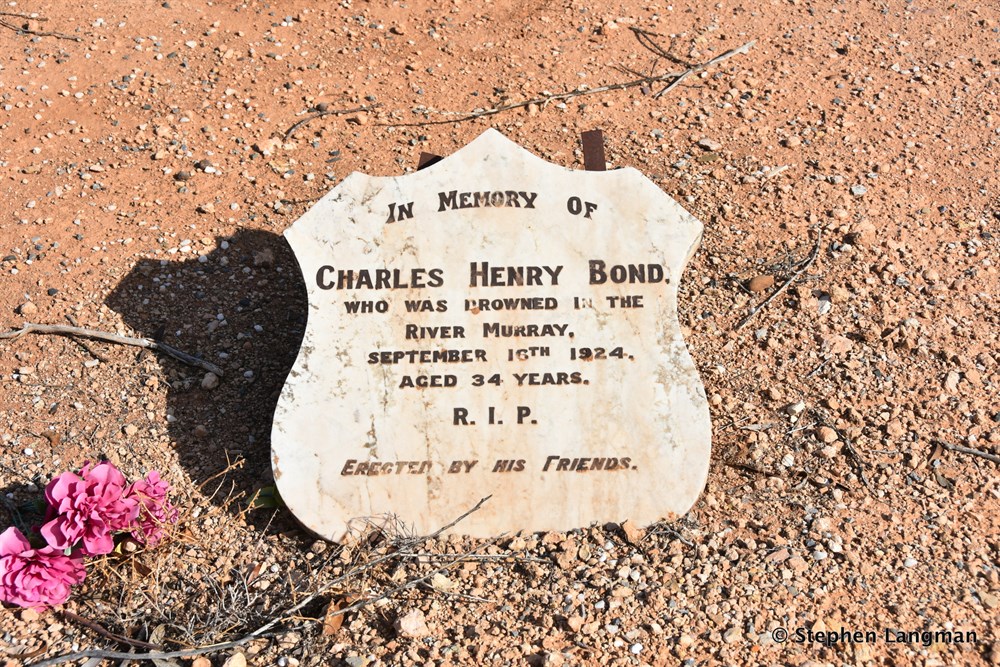 IN MEMORY OF
CHARLES HENRY BOND.
WHO WAS DROWNED IN THE
RIVER MURRAY,
SEPTEMBER 16TH 1924.
AGED 34 YEARS.
R. I. P.
ERECTED BY HIS FRIENDS.
© Stephen Langman